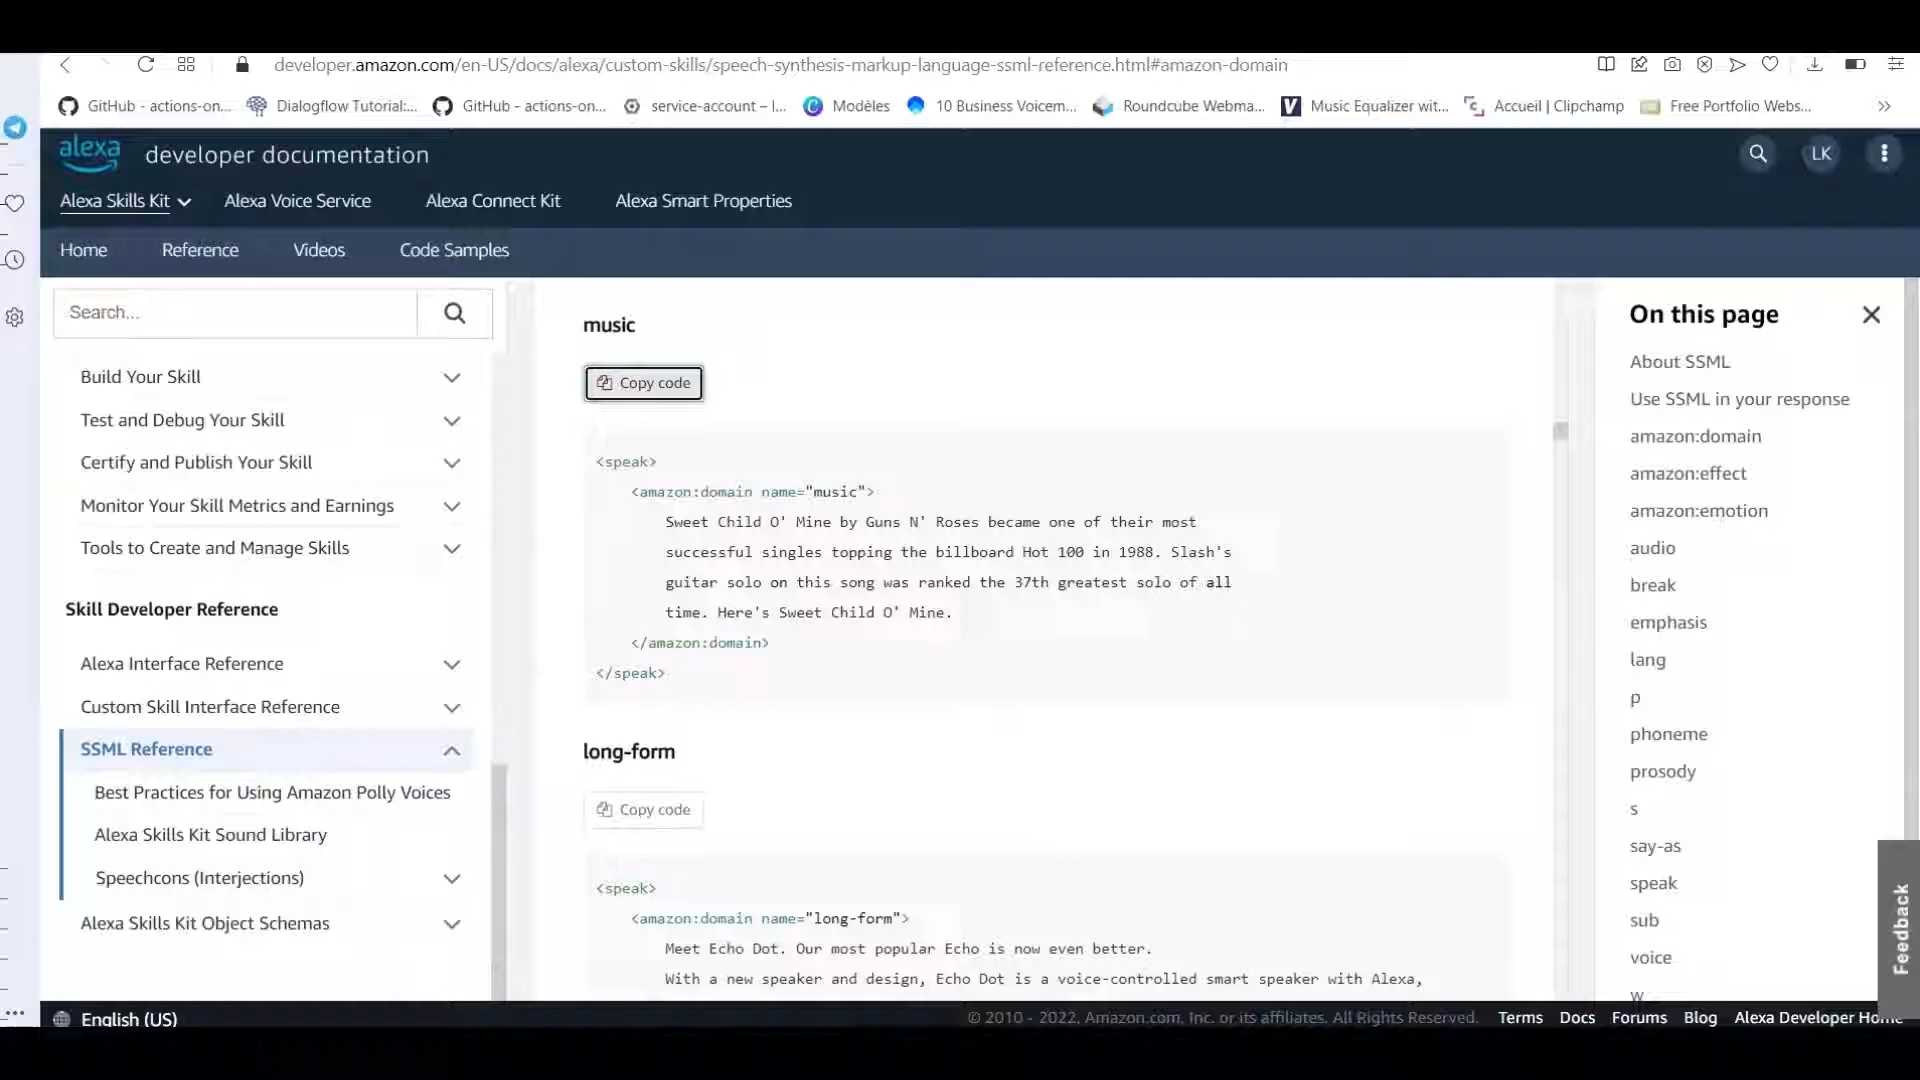 developer.amazon.com/en-US/docs/alexa/custom-skills/speech-synthesis-markup-language-ssml-reference.html#amazon-domain
GitHub - actions-on... Dialogflow Tutorial:... GitHub - actions-on... service-account – I... Modèles 10 Business Voicem... Roundcube Webma... Music Equalizer wit... Accueil | Clipchamp Free Portfolio Webs...
alexa developer documentation LK
Alexa Skills Kit Alexa Voice Service Alexa Connect Kit Alexa Smart Properties
Home Reference Videos Code Samples
Search...
Build Your Skill
Test and Debug Your Skill
Certify and Publish Your Skill
Monitor Your Skill Metrics and Earnings
Tools to Create and Manage Skills
Skill Developer Reference
Alexa Interface Reference
Custom Skill Interface Reference
SSML Reference
Best Practices for Using Amazon Polly Voices
Alexa Skills Kit Sound Library
Speechcons (Interjections)
Alexa Skills Kit Object Schemas
music
Copy code
<speak>
<amazon:domain name="music">
Sweet Child O' Mine by Guns N' Roses became one of their most
successful singles topping the billboard Hot 100 in 1988. Slash's
guitar solo on this song was ranked the 37th greatest solo of all
time. Here's Sweet Child O' Mine.
</amazon:domain>
</speak>
long-form
Copy code
<speak>
<amazon:domain name="long-form">
Meet Echo Dot. Our most popular Echo is now even better.
With a new speaker and design, Echo Dot is a voice-controlled smart speaker with Alexa,
On this page
About SSML
Use SSML in your response
amazon:domain
amazon:effect
amazon:emotion
audio
break
emphasis
lang
p
phoneme
prosody
s
say-as
speak
sub
voice
w
Feedback
English (US)
© 2010 - 2022, Amazon.com, Inc. or its affiliates. All Rights Reserved. Terms Docs Forums Blog Alexa Developer Home